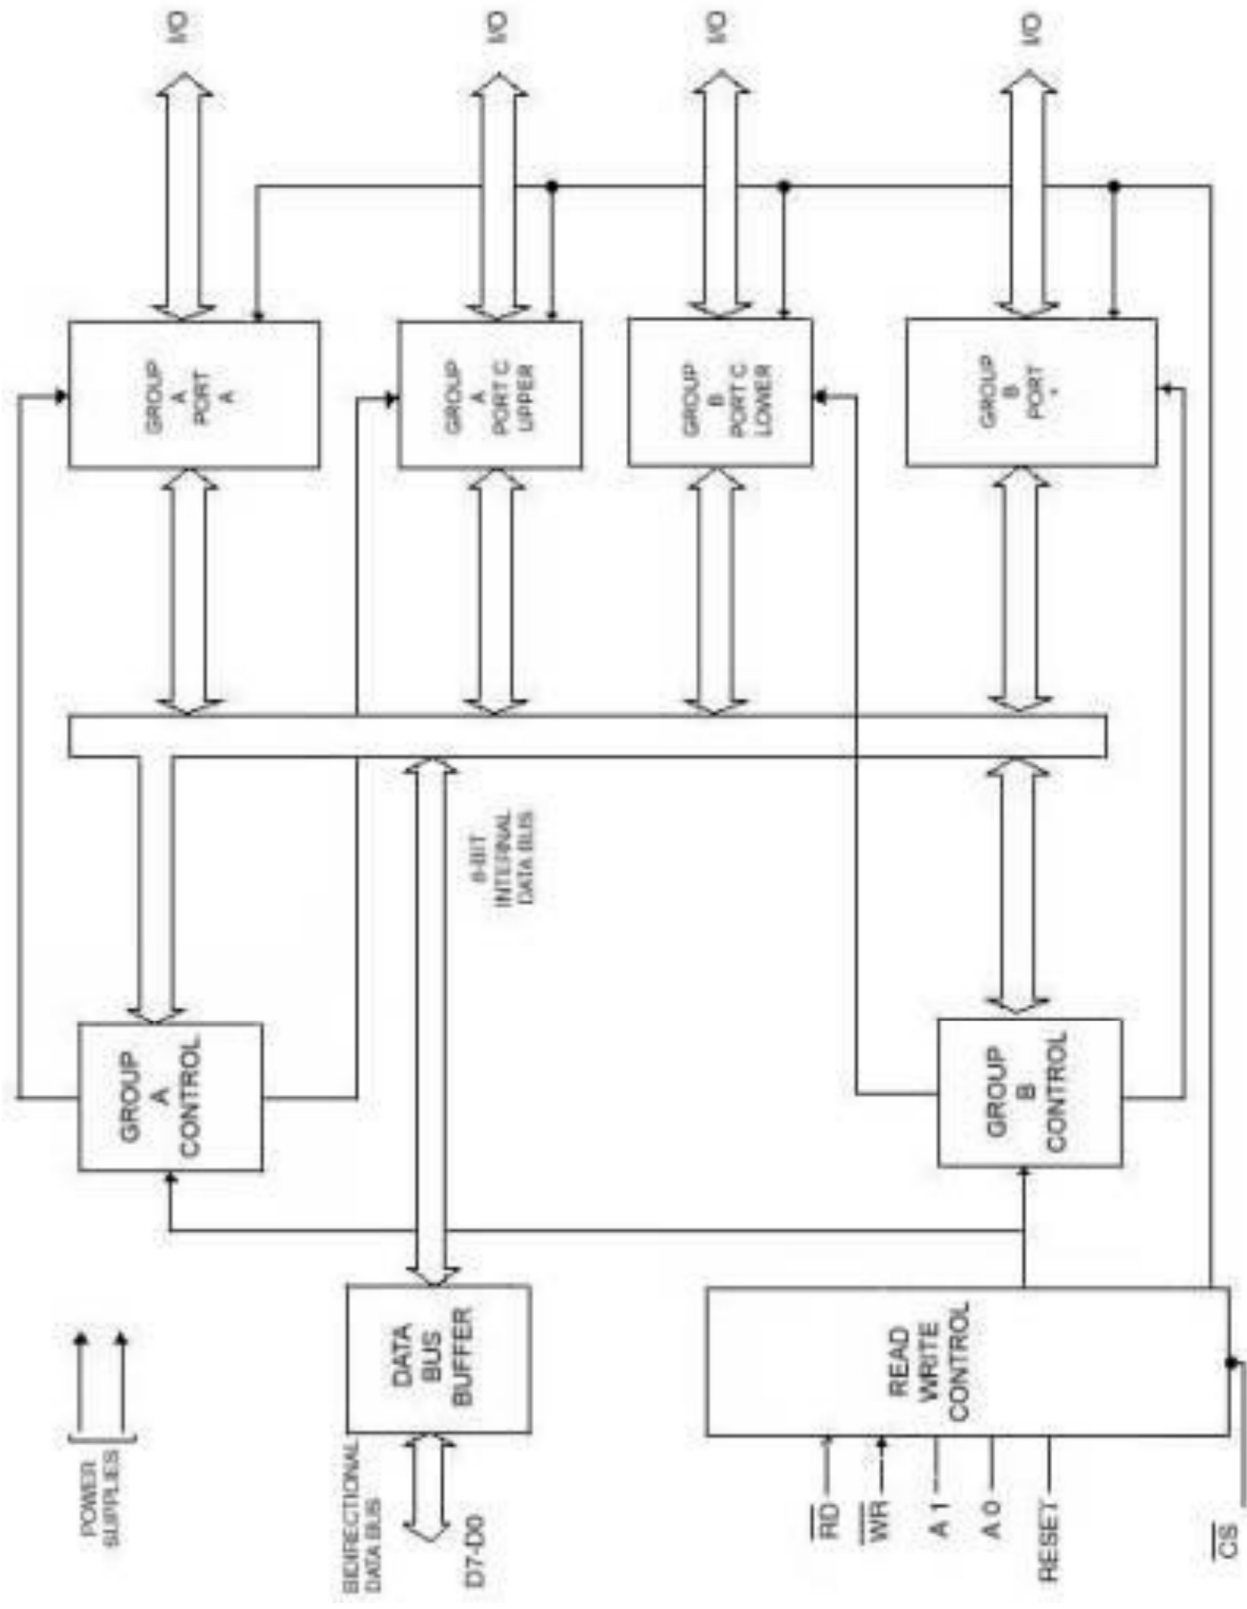 POWER
SUPPLIES
GROUP
A
CONTROL
GROUP
A
PORT
A
I/O
BIDIRECTIONAL
DATA BUS
D7-D0
DATA
BUS
BUFFER
8-BIT
INTERNAL
DATA BUS
GROUP
A
PORT C
UPPER
I/O
GROUP
B
PORT C
LOWER
I/O
RD
WR
A 1
A 0
RESET
CS
READ
WRITE
CONTROL
GROUP
B
CONTROL
GROUP
B
PORT
I/O